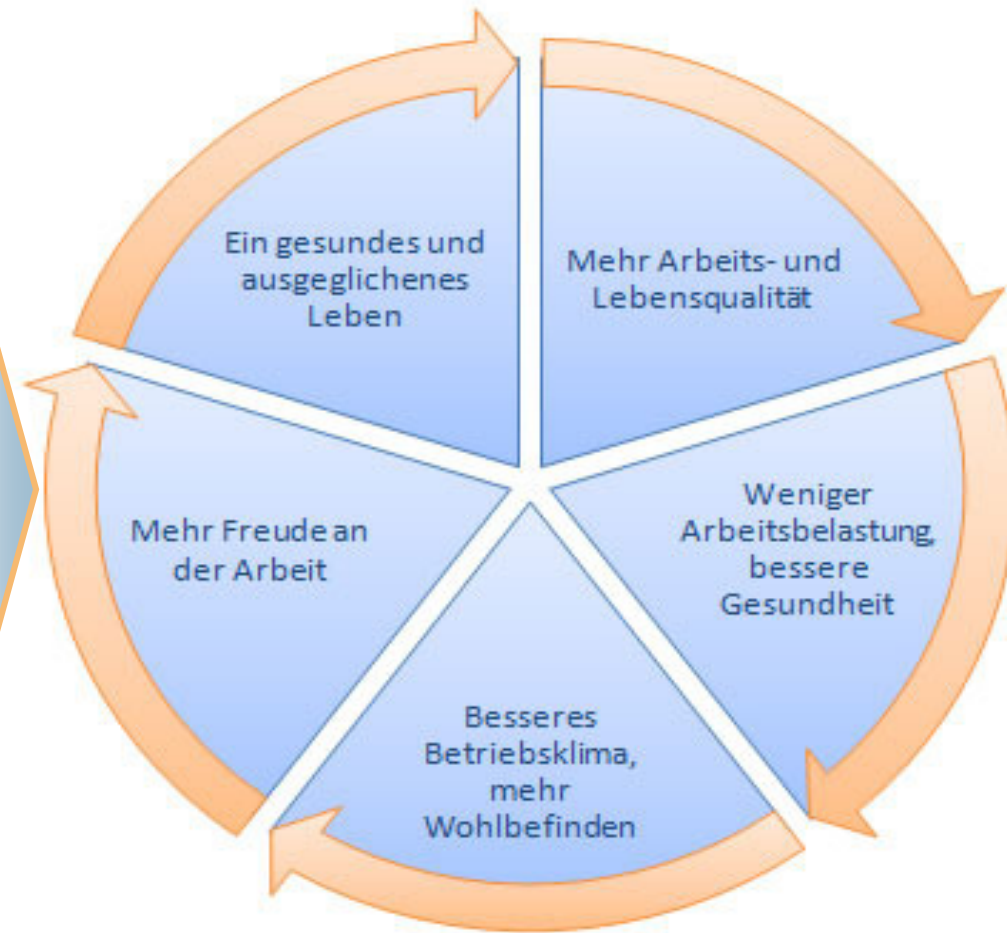 Ein gesundes und
ausgeglichenes
Leben
Mehr Arbeits- und
Lebensqualität
Weniger
Arbeitsbelastung,
bessere
Gesundheit
Besseres
Betriebsklima,
mehr
Wohlbefinden
Mehr Freude an
der Arbeit